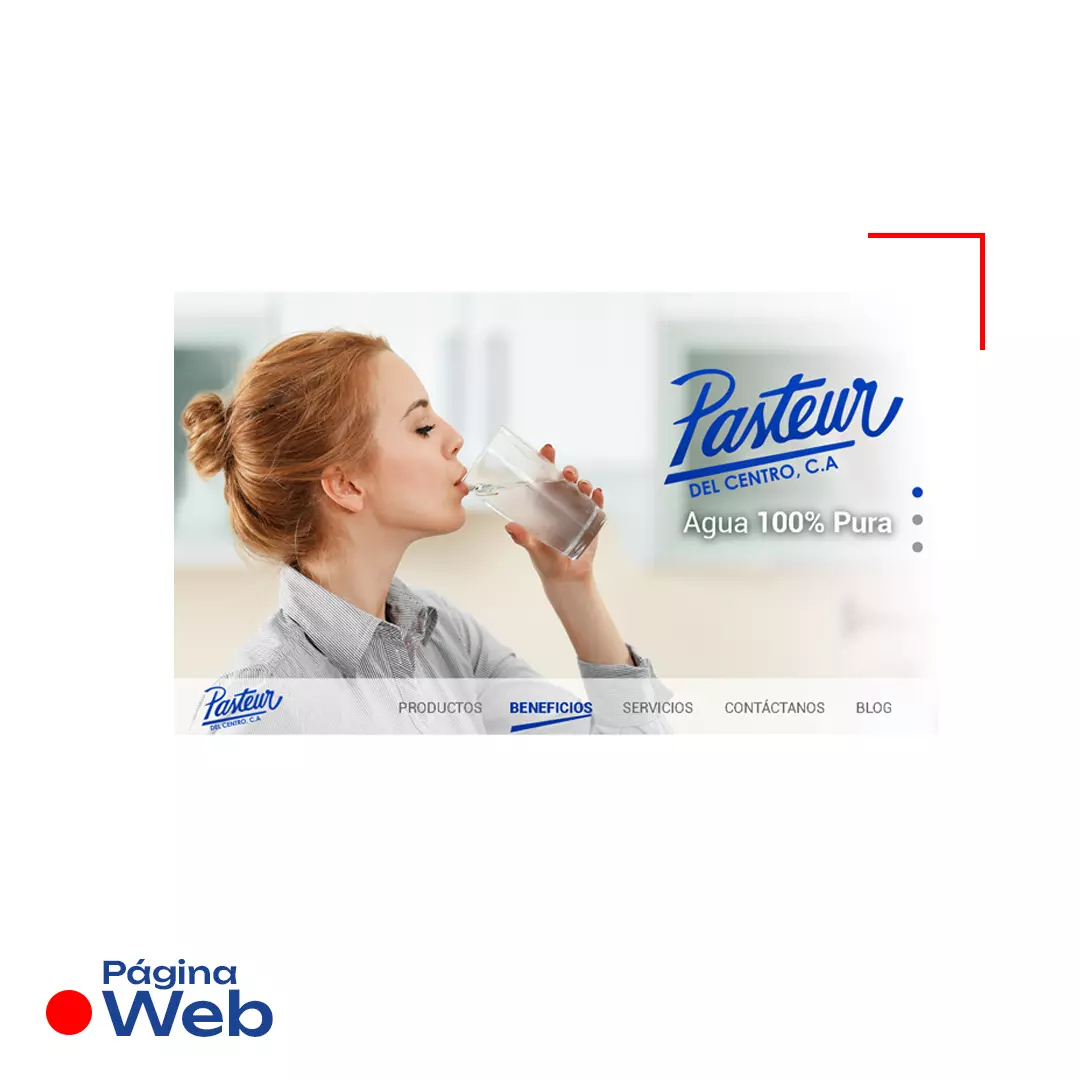 Pasteur
DEL CENTRO, C.A
Agua 100% Pura
Pasteur
DEL CENTRO, C.A
PRODUCTOS BENEFICIOS SERVICIOS CONTÁCTANOS BLOG
Página
Web